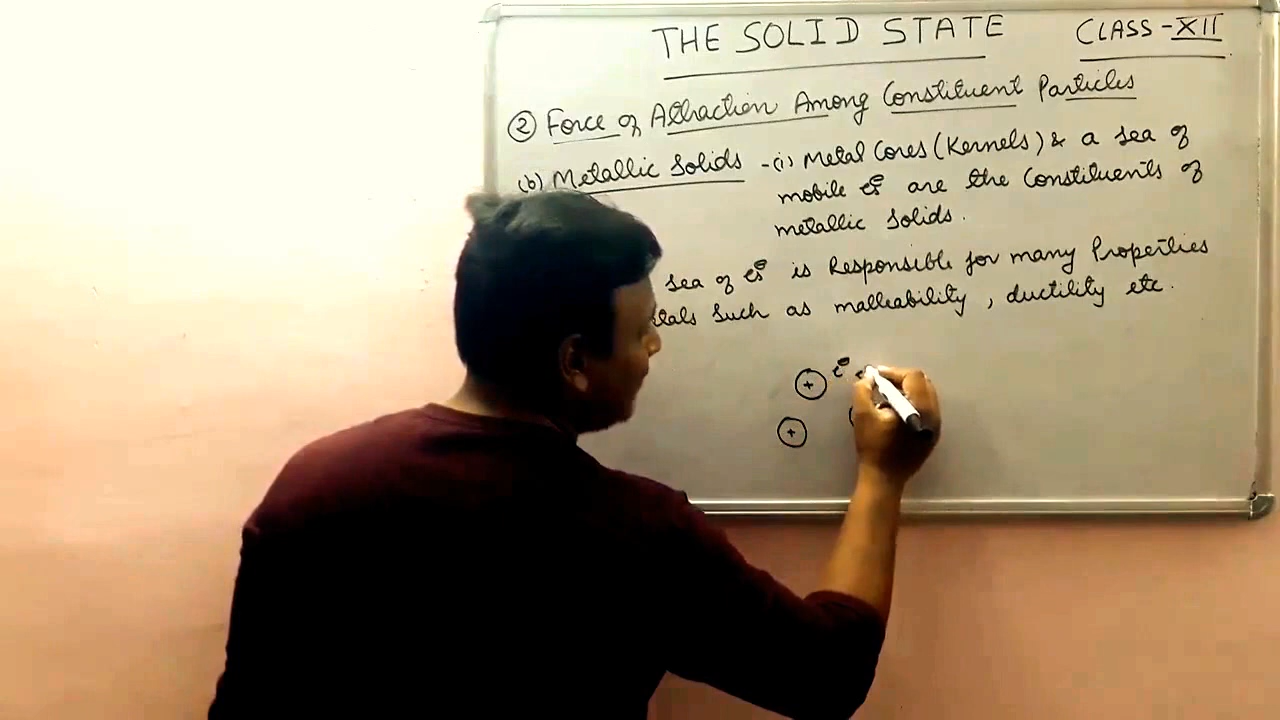 THE SOLID STATE CLASS-XII
② Force of Attraction Among Constituent Particles
(b) Metallic Solids - (i) Metal Cores (Kernels) & a sea of
mobile e⊖s are the Constituents of
metallic Solids.
Sea of e⊖s is Responsible for many Properties
such as malleability, ductility etc.
+ e⊖
+